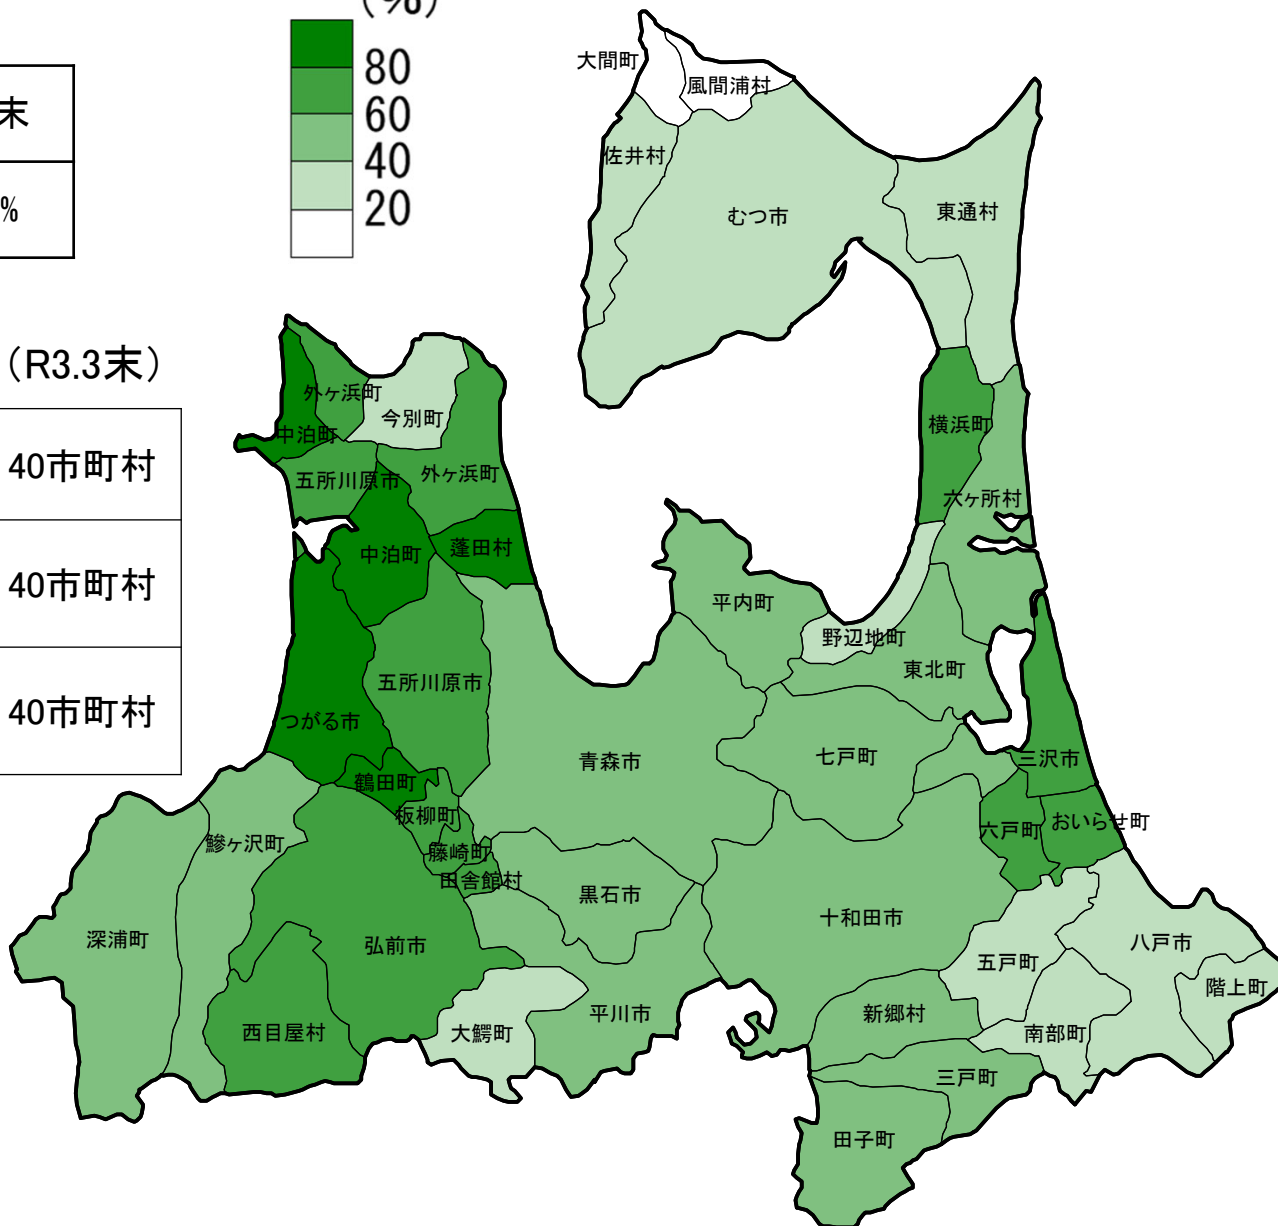 (%)
末
%
80
60
40
20
(R3.3末)
40市町村
40市町村
40市町村
大間町
風間浦村
佐井村
むつ市
東通村
外ヶ浜町
今別町
中泊町
五所川原市
外ヶ浜町
横浜町
六ヶ所村
中泊町
蓬田村
平内町
野辺地町
東北町
五所川原市
つがる市
青森市
七戸町
三沢市
鶴田町
板柳町
六戸町
おいらせ町
鰺ヶ沢町
藤崎町
田舎館村
黒石市
十和田市
深浦町
弘前市
八戸市
五戸町
階上町
西目屋村
大鰐町
平川市
新郷村
南部町
三戸町
田子町